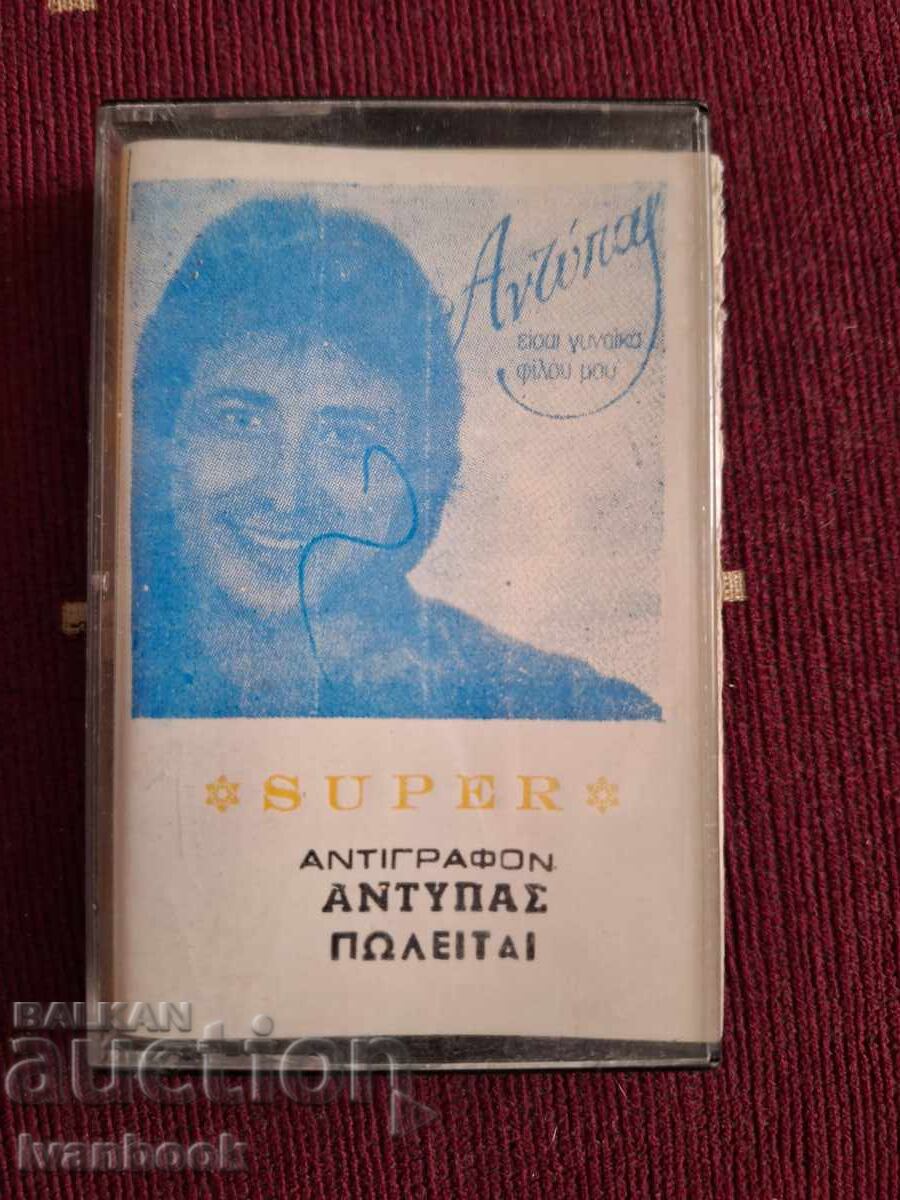 Αντύπας
είσαι γυναίκα
φίλου μου
SUPER
ΑΝΤΙΓΡΑΦΟΝ
ΑΝΤΥΠΑΣ
ΠΩΛΕΙΤΑΙ
BALKAN
auction
Ivanbook